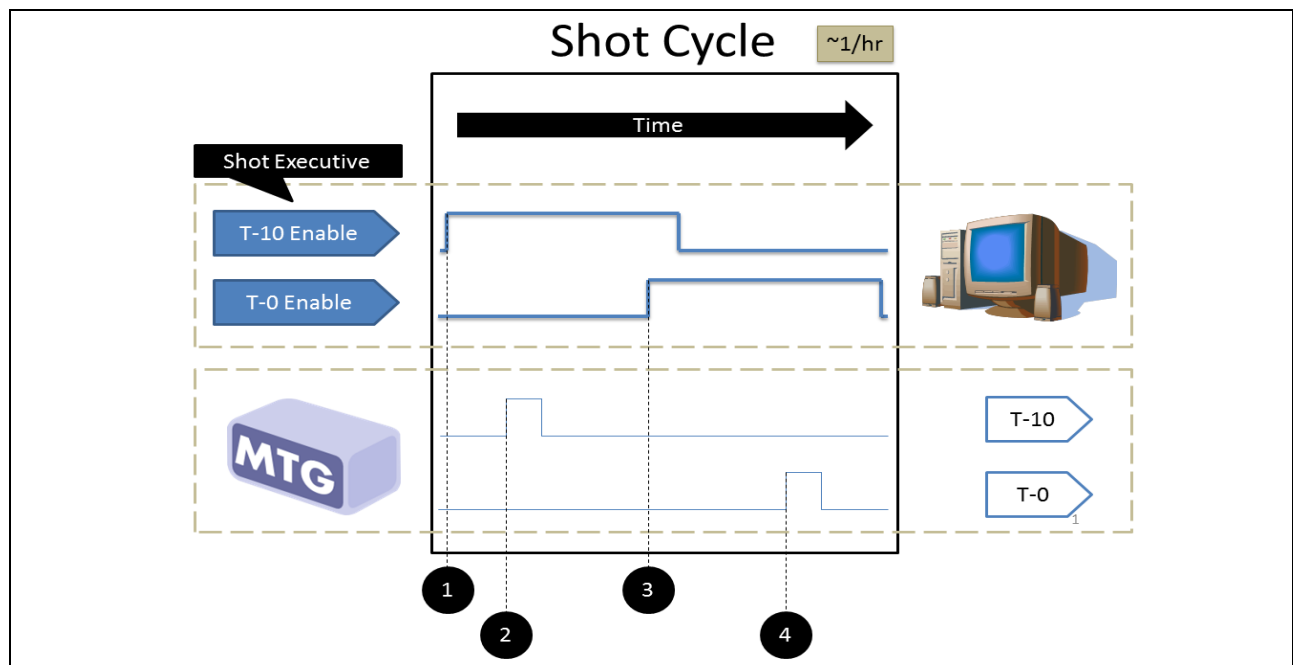 Shot Cycle
~1/hr
Time
Shot Executive
T-10 Enable
T-0 Enable
MTG
T-10
T-0
1
1
3
2
4